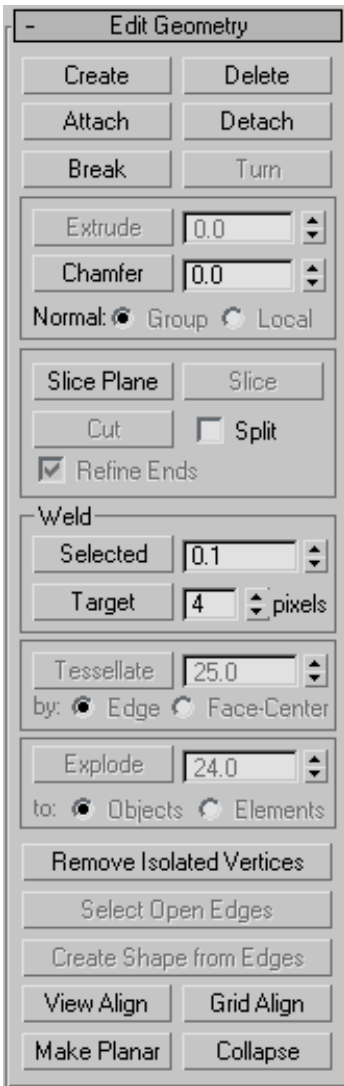 - Edit Geometry
Create Delete
Attach Detach
Break Turn
Extrude 0.0
Chamfer 0.0
Normal: Group Local
Slice Plane Slice
Cut Split
Refine Ends
Weld
Selected 0.1
Target 4 pixels
Tessellate 25.0
by: Edge Face-Center
Explode 24.0
to: Objects Elements
Remove Isolated Vertices
Select Open Edges
Create Shape from Edges
View Align Grid Align
Make Planar Collapse